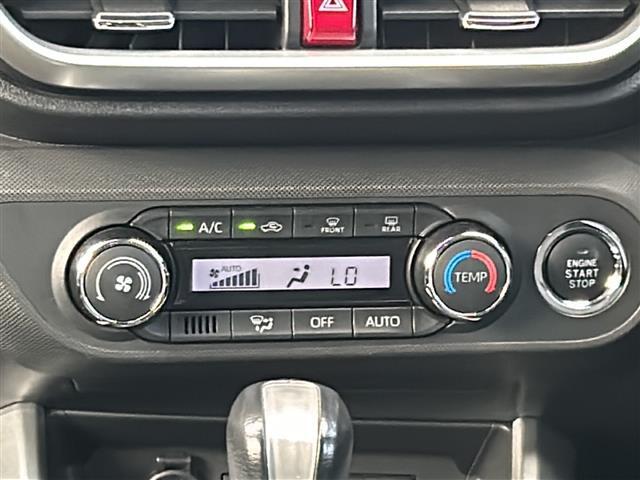 A/C
FRONT
REAR
AUTO
LO
TEMP
ENGINE
START
STOP
OFF
AUTO